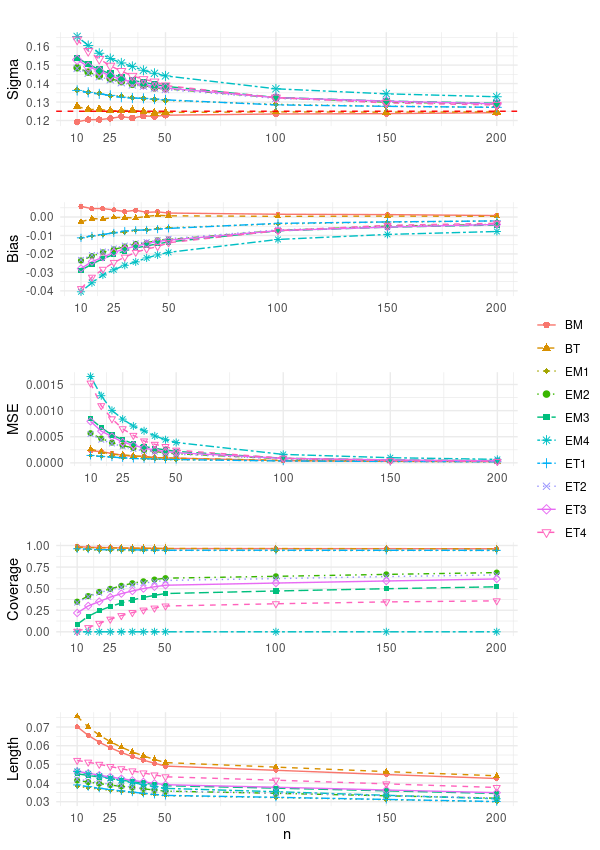 Sigma
0.16
0.15
0.14
0.13
0.12
10 25 50 100 150 200
Bias
0.00
-0.01
-0.02
-0.03
-0.04
10 25 50 100 150 200
MSE
0.0015
0.0010
0.0005
0.0000
10 25 50 100 150 200
Coverage
1.00
0.75
0.50
0.25
0.00
10 25 50 100 150 200
Length
0.07
0.06
0.05
0.04
0.03
10 25 50 100 150 200
n
BM
BT
EM1
EM2
EM3
EM4
ET1
ET2
ET3
ET4